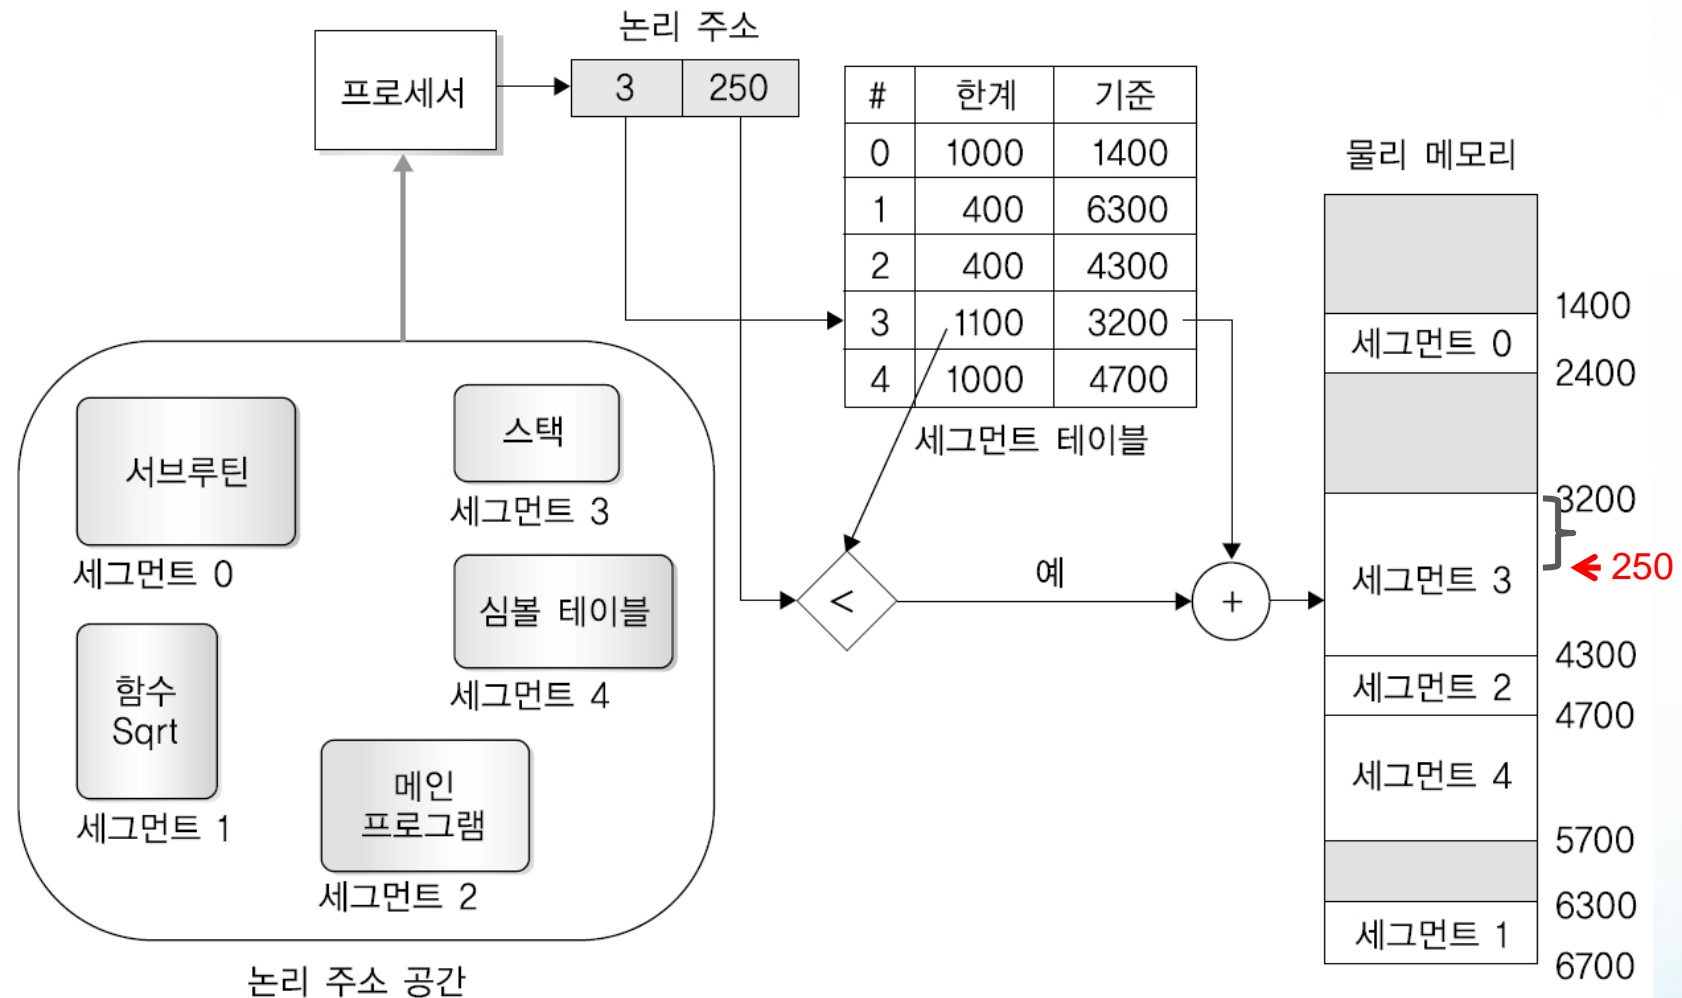 논리 주소
프로세서
3 250
# 한계 기준
0 1000 1400
1 400 6300
2 400 4300
3 1100 3200
4 1000 4700
세그먼트 테이블
물리 메모리
1400
세그먼트 0
2400
3200
250
세그먼트 3
4300
세그먼트 2
4700
세그먼트 4
5700
6300
세그먼트 1
6700
<
예
+
서브루틴
세그먼트 0
스택
세그먼트 3
심볼 테이블
세그먼트 4
함수
Sqrt
세그먼트 1
메인
프로그램
세그먼트 2
논리 주소 공간